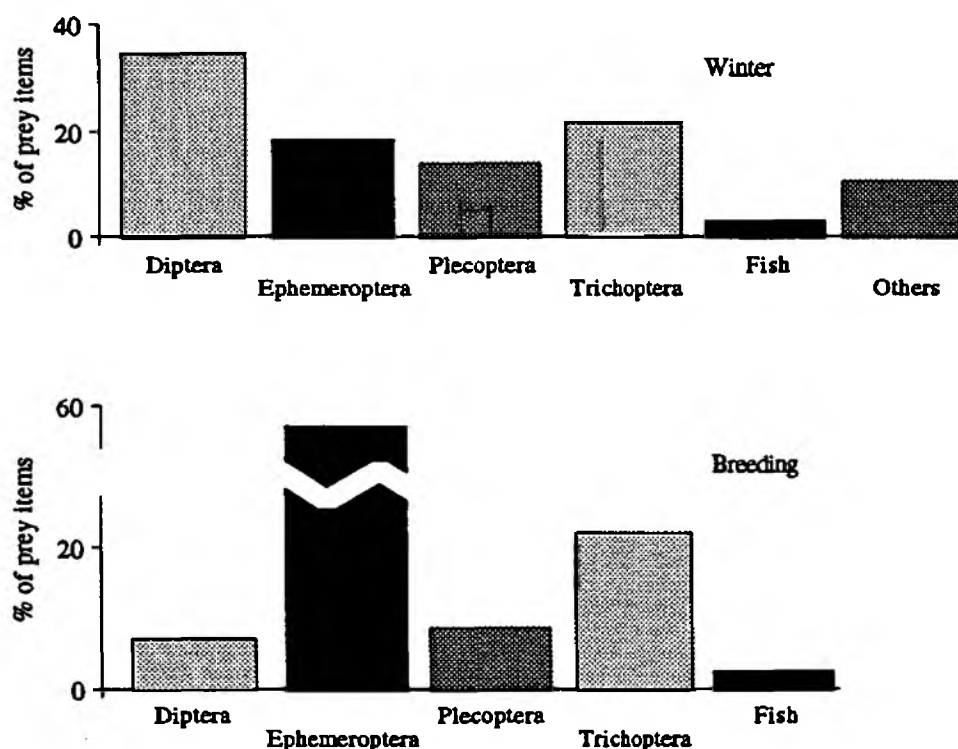 40
20
0
% of prey items
Winter
Diptera
Ephemeroptera
Plecoptera
Trichoptera
Fish
Others
60
20
0
% of prey items
Breeding
Diptera
Ephemeroptera
Plecoptera
Trichoptera
Fish